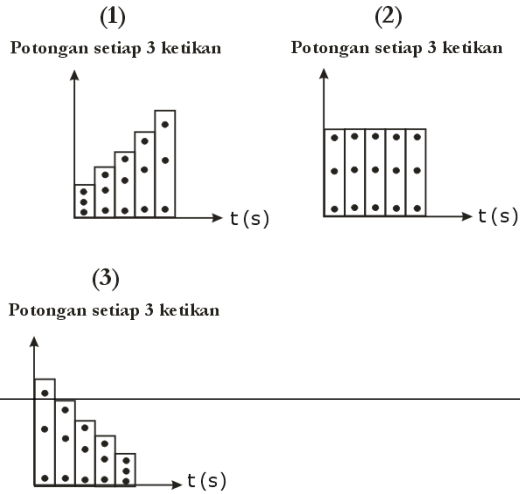 (1)
Potongan setiap 3 ketikan
t(s)
(2)
Potongan setiap 3 ketikan
t(s)
(3)
Potongan setiap 3 ketikan
t(s)